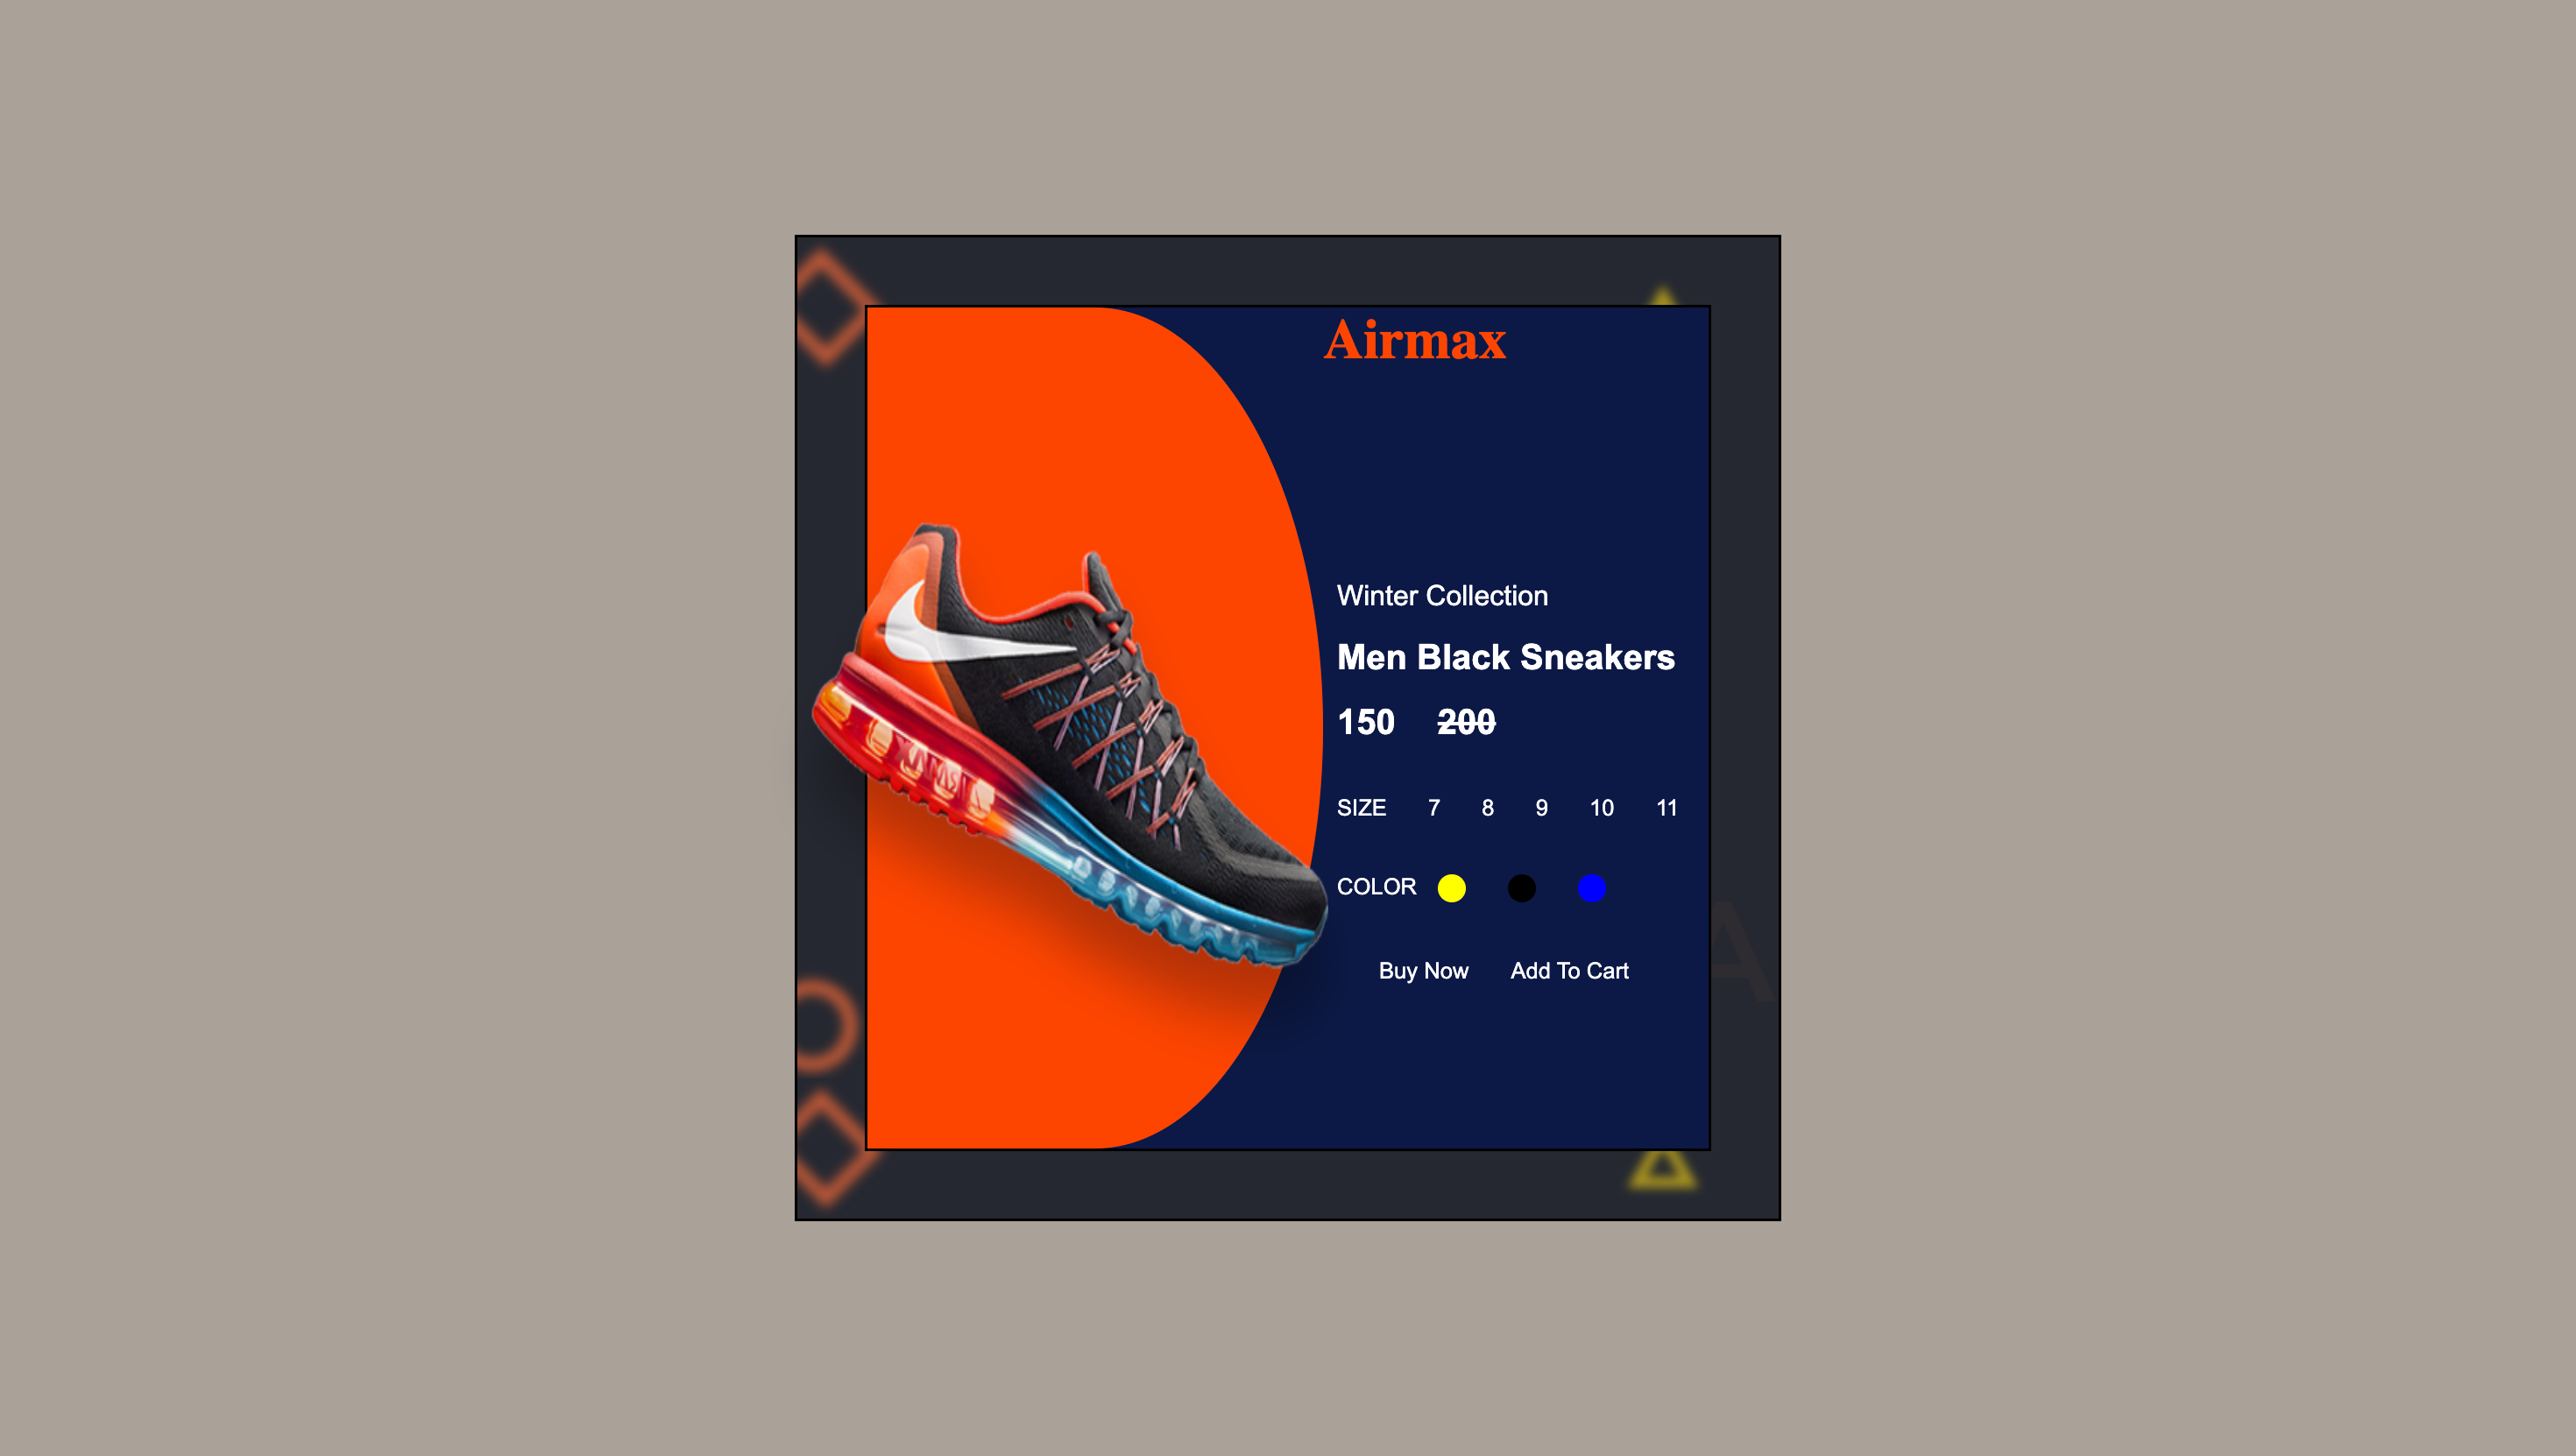 Airmax
Winter Collection
Men Black Sneakers
150 200
SIZE 7 8 9 10 11
COLOR
Buy Now Add To Cart
A